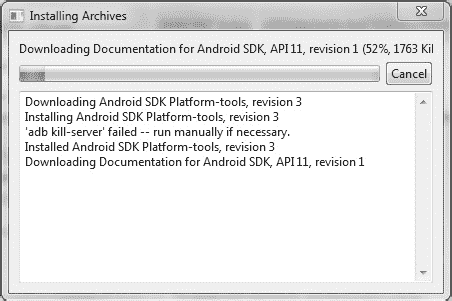 Installing Archives
Downloading Documentation for Android SDK, API 11, revision 1 (52%, 1763 Kil
Cancel
Downloading Android SDK Platform-tools, revision 3
Installing Android SDK Platform-tools, revision 3
'adb kill-server' failed -- run manually if necessary.
Installed Android SDK Platform-tools, revision 3
Downloading Documentation for Android SDK, API 11, revision 1